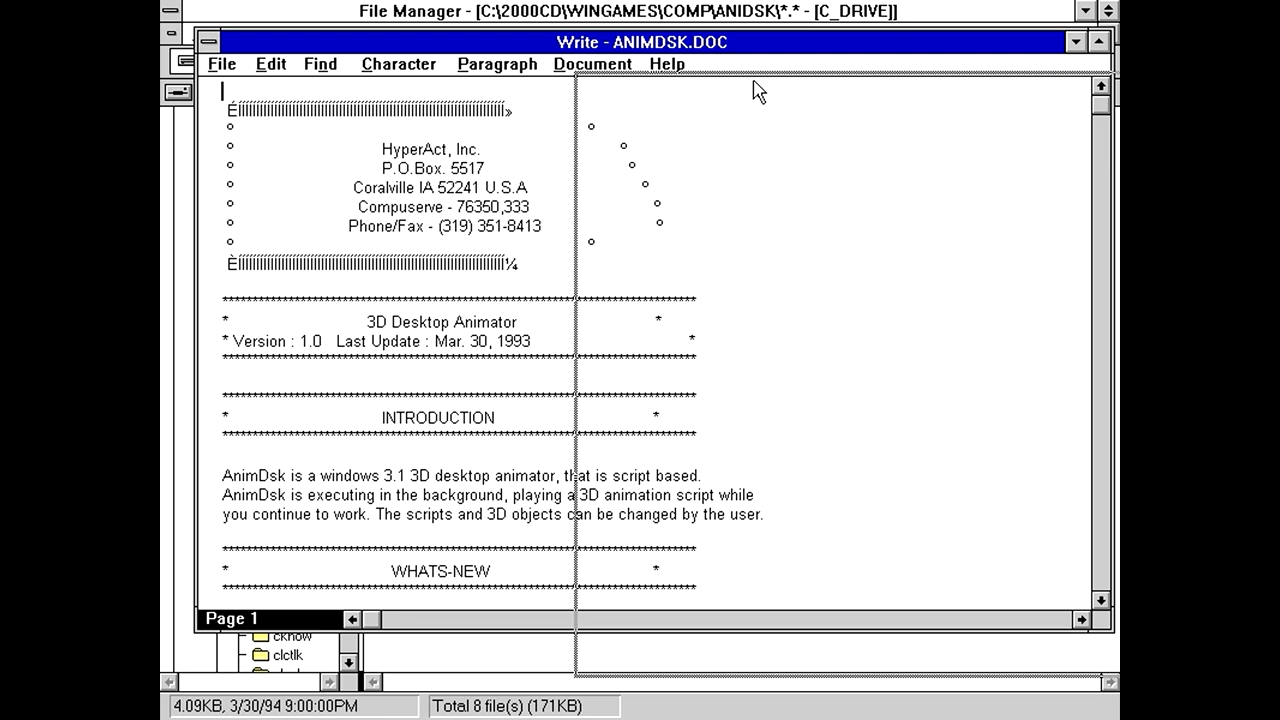 File Manager - [C:\2000CD\WINGAMES\COMP\ANIDSK\*.* - [C_DRIVE]]
Write - ANIMDSK.DOC
File Edit Find Character Paragraph Document Help
HyperAct, Inc.
P.O.Box. 5517
Coralville IA 52241 U.S.A
Compuserve - 76350,333
Phone/Fax - (319) 351-8413
* 3D Desktop Animator *
* Version : 1.0 Last Update : Mar. 30, 1993 *
* INTRODUCTION *
AnimDsk is a windows 3.1 3D desktop animator, that is script based.
AnimDsk is executing in the background, playing a 3D animation script while
you continue to work. The scripts and 3D objects can be changed by the user.
* WHATS-NEW *
Page 1
cknow
clctlk
4.09KB, 3/30/94 9:00:00PM Total 8 file(s) (171KB)